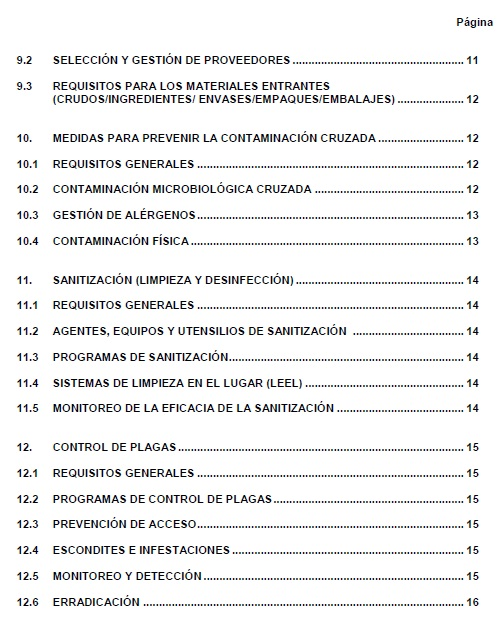 Página
9.2 SELECCIÓN Y GESTIÓN DE PROVEEDORES ........................................................ 11
9.3 REQUISITOS PARA LOS MATERIALES ENTRANTES
(CRUDOS/INGREDIENTES/ ENVASES/EMPAQUES/EMBALAJES) ..................... 12
10. MEDIDAS PARA PREVENIR LA CONTAMINACIÓN CRUZADA ........................... 12
10.1 REQUISITOS GENERALES ....................................................................................... 12
10.2 CONTAMINACIÓN MICROBIOLÓGICA CRUZADA ................................................ 12
10.3 GESTIÓN DE ALÉRGENOS ....................................................................................... 13
10.4 CONTAMINACIÓN FÍSICA ......................................................................................... 13
11. SANITIZACIÓN (LIMPIEZA Y DESINFECCIÓN) ....................................................... 14
11.1 REQUISITOS GENERALES ....................................................................................... 14
11.2 AGENTES, EQUIPOS Y UTENSILIOS DE SANITIZACIÓN .................................... 14
11.3 PROGRAMAS DE SANITIZACIÓN............................................................................. 14
11.4 SISTEMAS DE LIMPIEZA EN EL LUGAR (LEEL) .................................................... 14
11.5 MONITOREO DE LA EFICACIA DE LA SANITIZACIÓN ......................................... 14
12. CONTROL DE PLAGAS ............................................................................................. 15
12.1 REQUISITOS GENERALES ....................................................................................... 15
12.2 PROGRAMAS DE CONTROL DE PLAGAS .............................................................. 15
12.3 PREVENCIÓN DE ACCESO....................................................................................... 15
12.4 ESCONDITES E INFESTACIONES ............................................................................ 15
12.5 MONITOREO Y DETECCIÓN ..................................................................................... 15
12.6 ERRADICACIÓN ......................................................................................................... 16